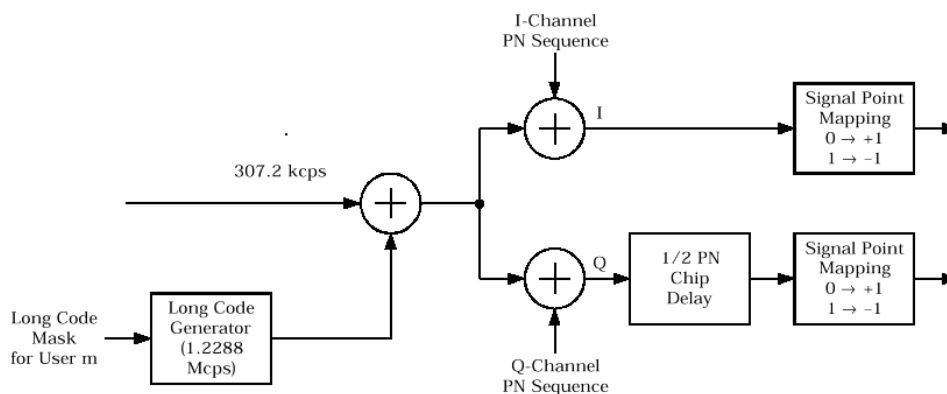 I-Channel
PN Sequence
I
Signal Point
Mapping
0 → +1
1 → −1
307.2 kcps
Q
1/2 PN
Chip
Delay
Signal Point
Mapping
0 → +1
1 → −1
Long Code
Mask
for User m
Long Code
Generator
(1.2288
Mcps)
Q-Channel
PN Sequence